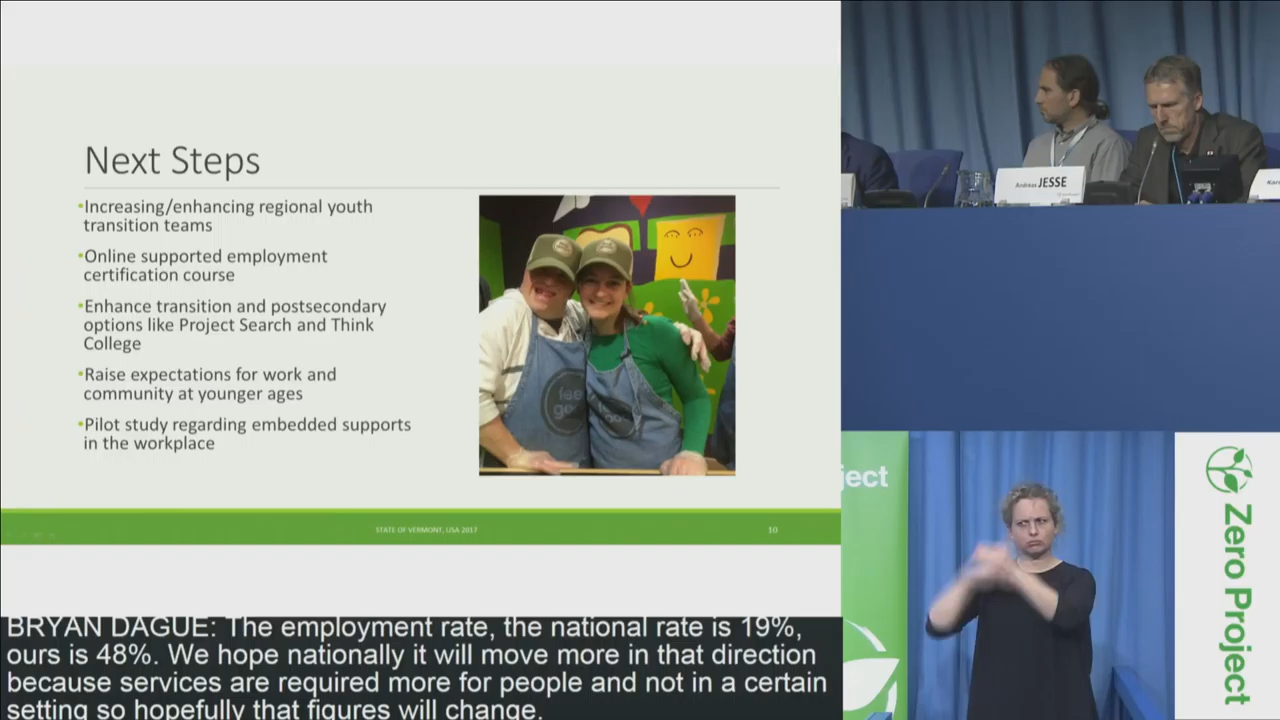 Next Steps
•Increasing/enhancing regional youth
transition teams
•Online supported employment
certification course
•Enhance transition and postsecondary
options like Project Search and Think
College
•Raise expectations for work and
community at younger ages
•Pilot study regarding embedded supports
in the workplace
STATE OF VERMONT, USA 2017
10
Andreas JESSE
ject
Zero Project
BRYAN DAGUE: The employment rate, the national rate is 19%,
ours is 48%. We hope nationally it will move more in that direction
because services are required more for people and not in a certain
setting so hopefully that figures will change.